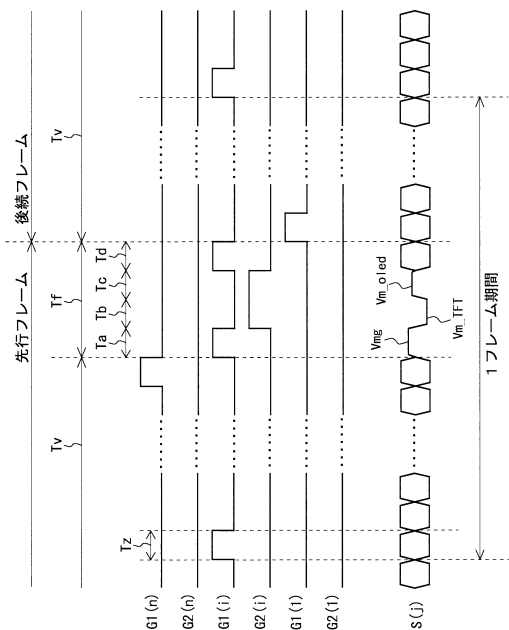 先行フレーム
後続フレーム
Tv
Tf
Tv
Ta
Tb
Tc
Td
Tz
G1(n)
G2(n)
G1(i)
G2(i)
G1(1)
G2(1)
Vmg
Vm_oled
Vm_TFT
S(j)
1フレーム期間